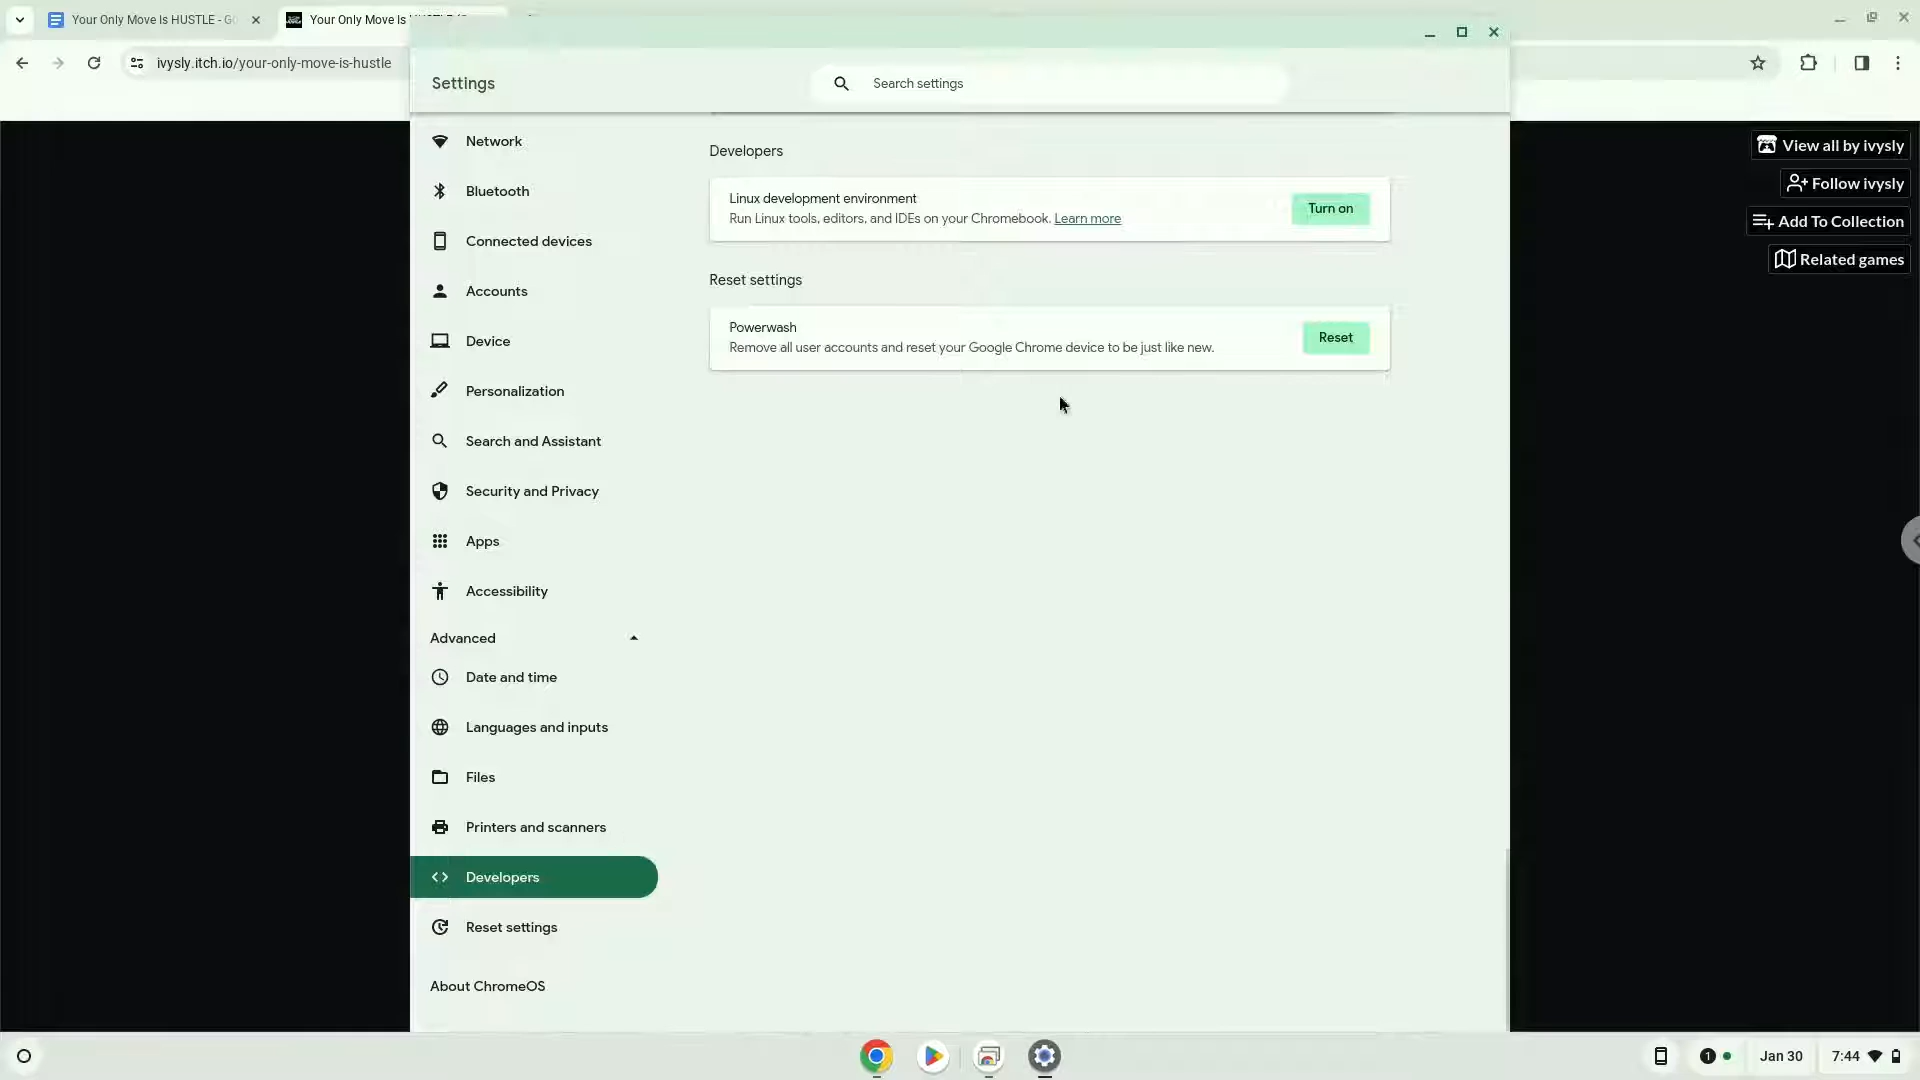 Your Only Move Is HUSTLE - G
Your Only Move Is
ivysly.itch.io/your-only-move-is-hustle
Settings
Search settings
Network
Bluetooth
Connected devices
Accounts
Device
Personalization
Search and Assistant
Security and Privacy
Apps
Accessibility
Advanced
Date and time
Languages and inputs
Files
Printers and scanners
Developers
Reset settings
About ChromeOS
Developers
Linux development environment
Run Linux tools, editors, and IDEs on your Chromebook. Learn more
Turn on
Reset settings
Powerwash
Remove all user accounts and reset your Google Chrome device to be just like new.
Reset
View all by ivysly
Follow ivysly
Add To Collection
Related games
1
Jan 30
7:44